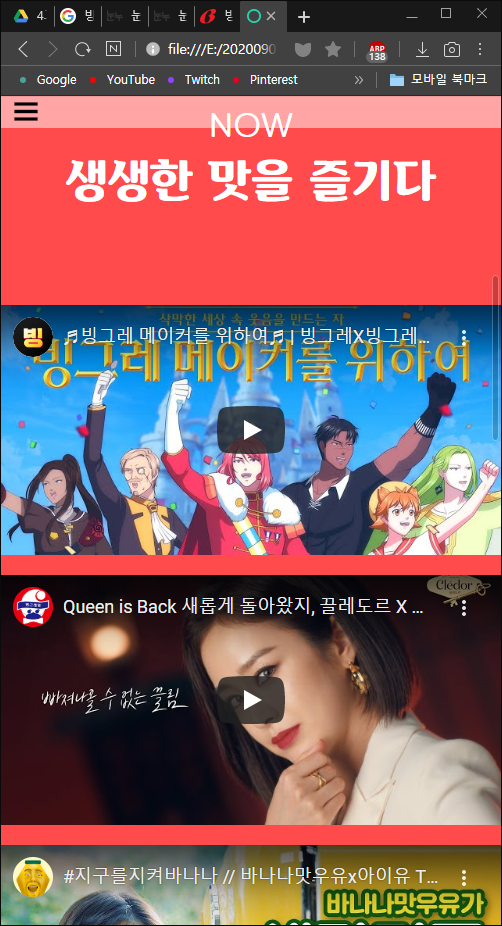 4.
빙
눈
눈
빙
file:///E:/2020090
ARP
138
Google
YouTube
Twitch
Pinterest
»
모바일 북마크
NOW
생생한 맛을 즐기다
삭막한 세상 속 웃음을 만드는 자
빙
♬빙그레 메이커를 위하여♬ I 빙그레X빙그레...
빙그레 메이커를 위하여
Clédor
Queen is Back 새롭게 돌아왔지, 끌레도르 X ...
빠져나올 수 없는 끌림
#지구를지켜바나나 // 바나나맛우유x아이유 T...
바나나맛우유가